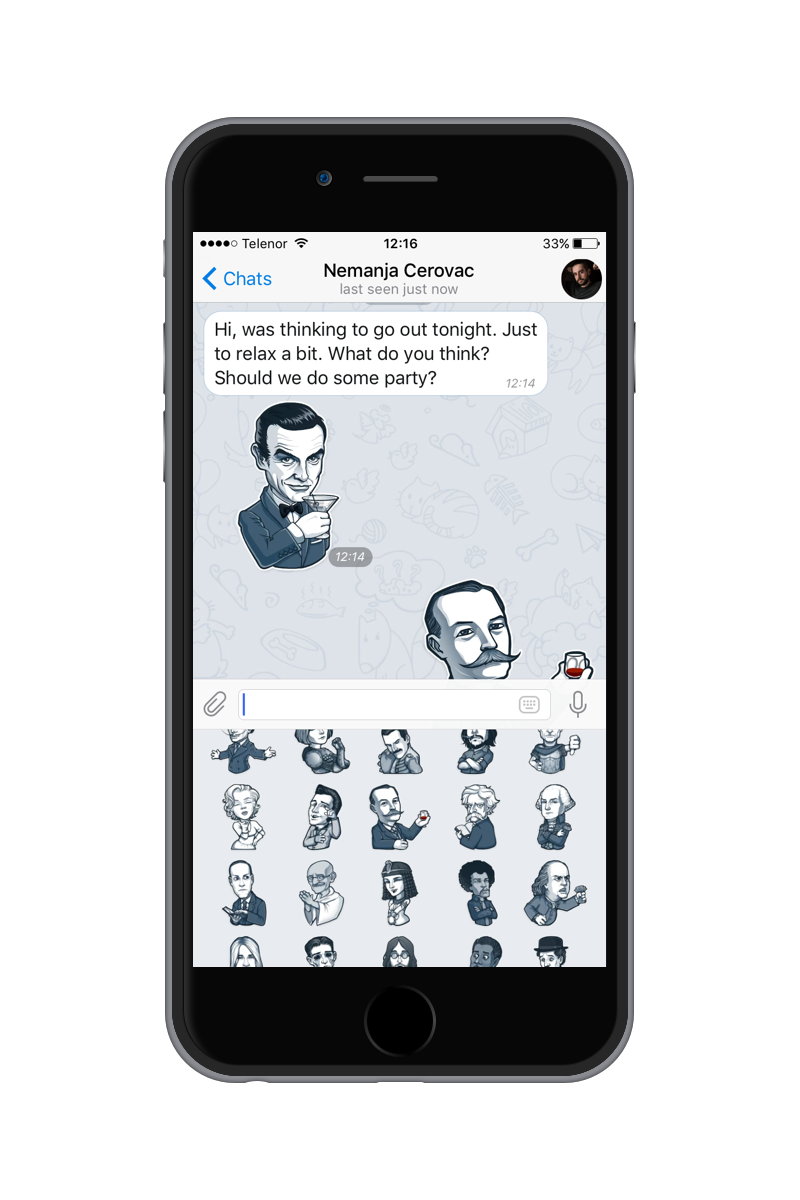 Telenor 12:16 33%
Chats Nemanja Cerovac
last seen just now
Hi, was thinking to go out tonight. Just
to relax a bit. What do you think?
Should we do some party? 12:14
12:14